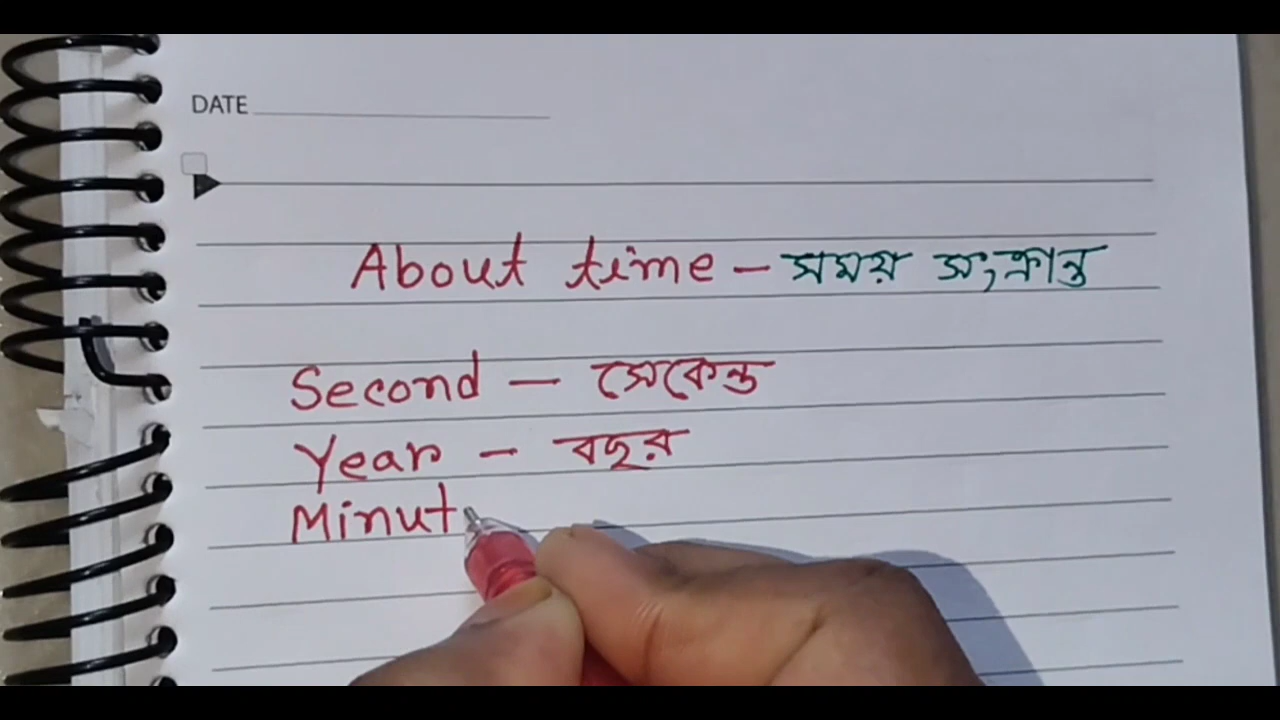 DATE
About time - সময় সংক্রান্ত
Second - সেকেন্ড
Year - বছর
Minut